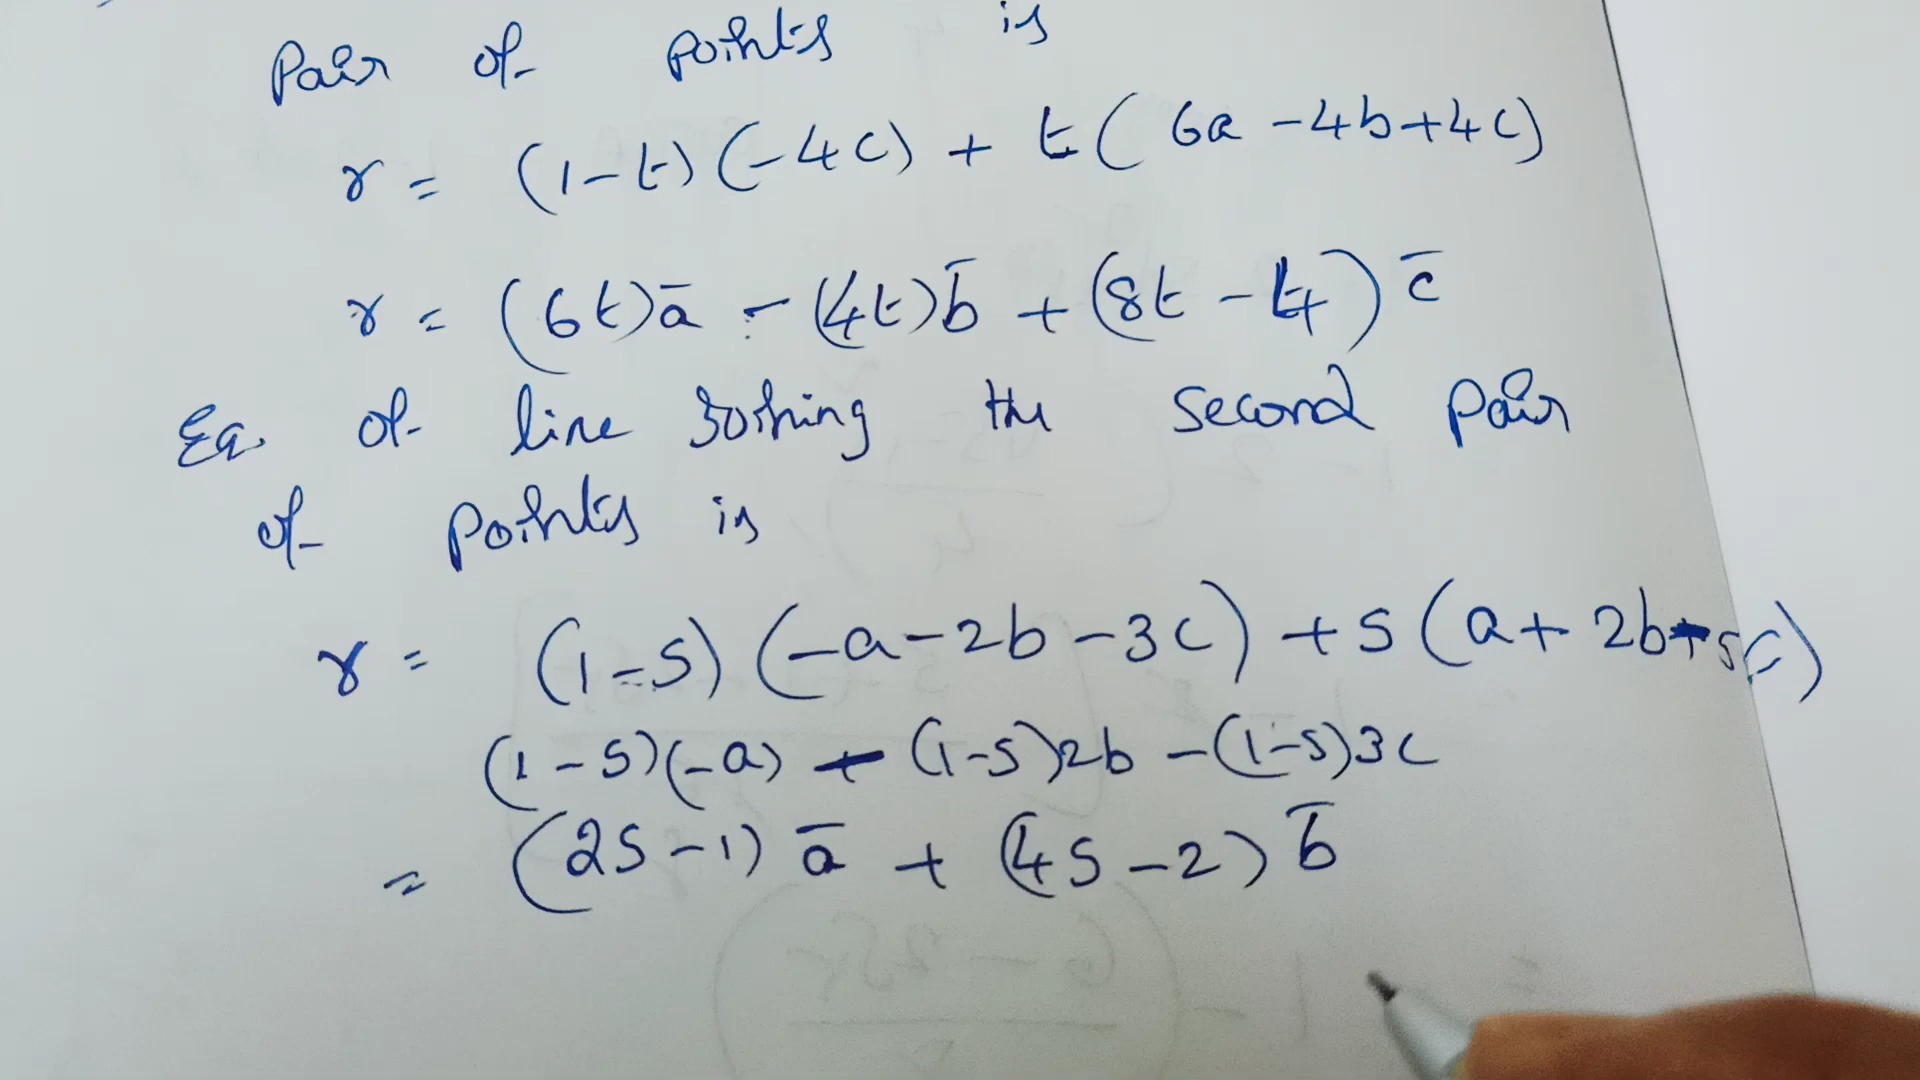 Pair of points is
r = (1-t)(-4c) + t(6a-4b+4c)
r = (6t)a̅ - (4t)b̅ + (8t-4)c̅
Eq. of line joining the second pair
of points is
r = (1-s)(-a-2b-3c) + s(a+2b-5c)
(1-s)(-a) - (1-s)2b - (1-s)3c
= (2s-1)a̅ + (4s-2)b̅